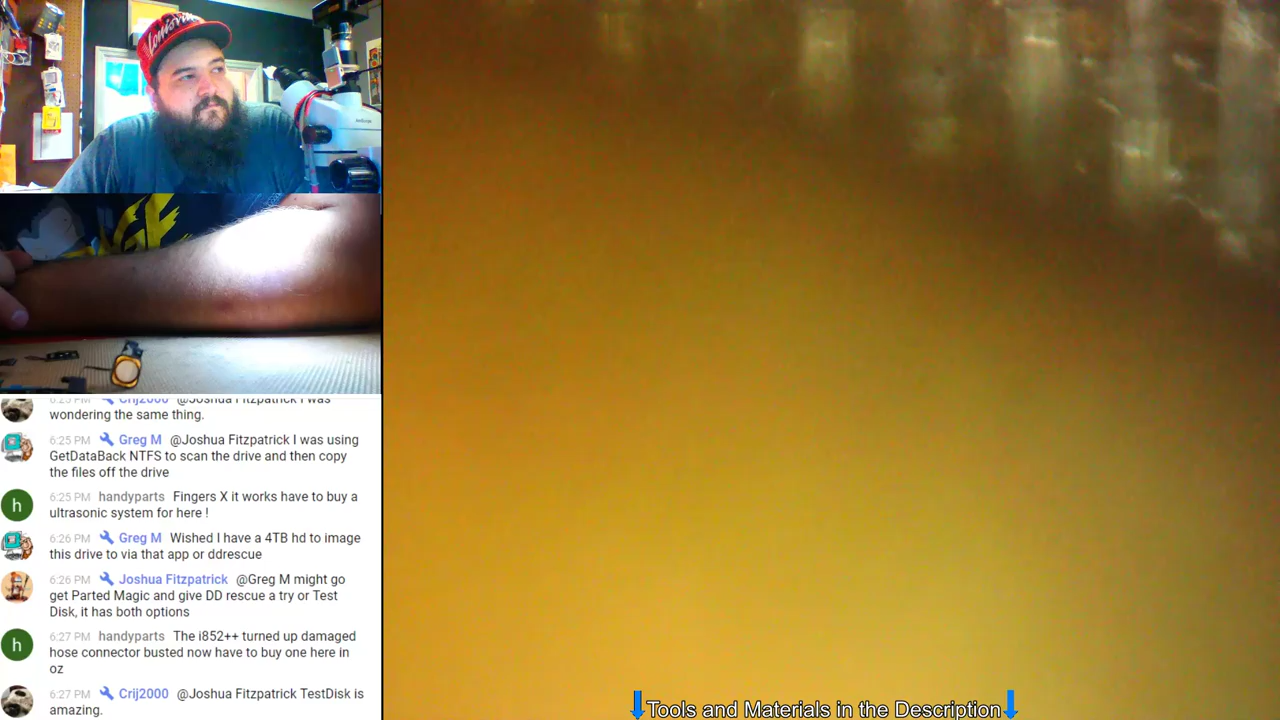 6:25 PM Crij2000 @Joshua Fitzpatrick I was
wondering the same thing.
6:25 PM Greg M @Joshua Fitzpatrick I was using
GetDataBack NTFS to scan the drive and then copy
the files off the drive
h 6:25 PM handyparts Fingers X it works have to buy a
ultrasonic system for here !
6:26 PM Greg M Wished I have a 4TB hd to image
this drive to via that app or ddrescue
6:26 PM Joshua Fitzpatrick @Greg M might go
get Parted Magic and give DD rescue a try or Test
Disk, it has both options
h 6:27 PM handyparts The i852++ turned up damaged
hose connector busted now have to buy one here in
oz
6:27 PM Crij2000 @Joshua Fitzpatrick TestDisk is
amazing.
Tools and Materials in the Description